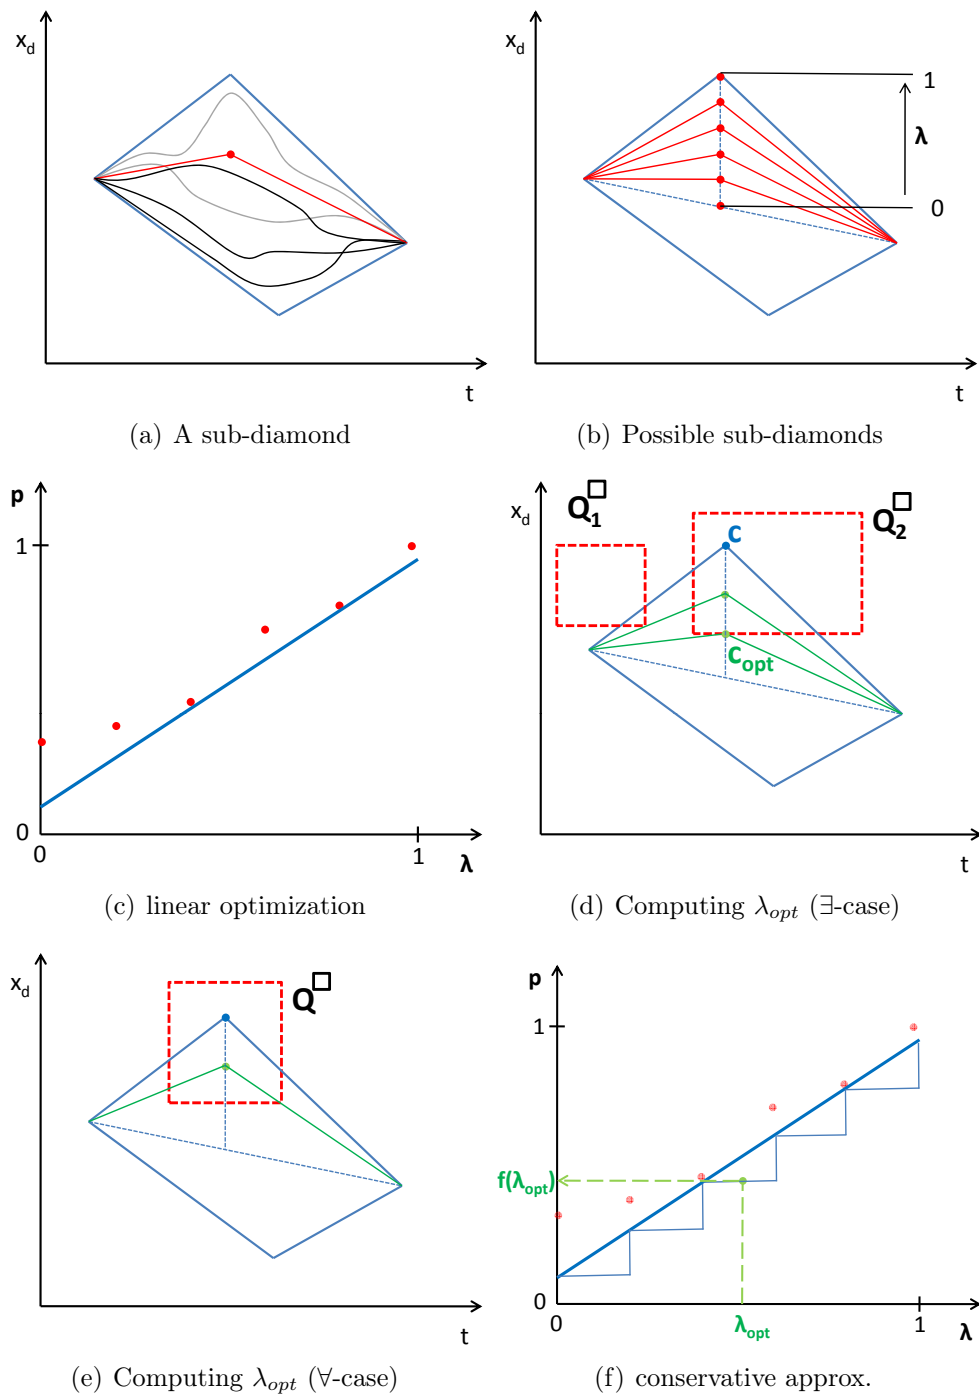 x_d
t
(a) A sub-diamond
x_d
1
λ
0
t
(b) Possible sub-diamonds
p
1
0
0
1
λ
(c) linear optimization
x_d
Q_1^□
Q_2^□
c
c_opt
t
(d) Computing λ_opt (∃-case)
x_d
Q^□
t
(e) Computing λ_opt (∀-case)
p
1
f(λ_opt)
0
0
λ_opt
1
λ
(f) conservative approx.